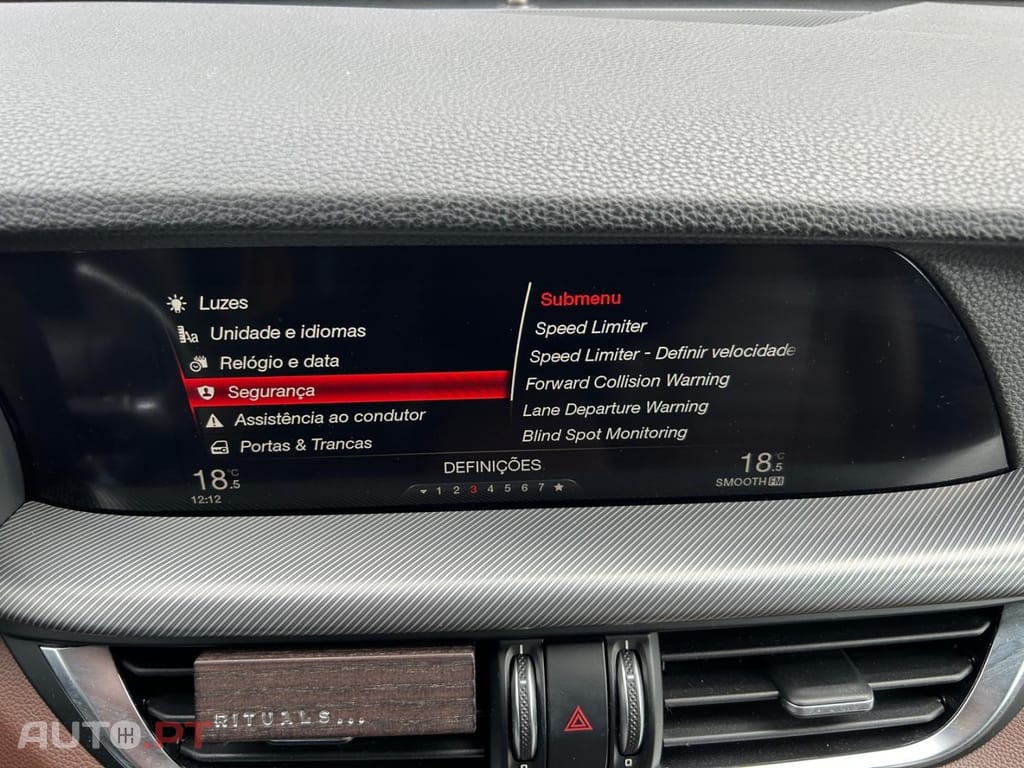 Luzes
Unidade e idiomas
Relógio e data
Segurança
Assistência ao condutor
Portas & Trancas
Submenu
Speed Limiter
Speed Limiter - Definir velocidade
Forward Collision Warning
Lane Departure Warning
Blind Spot Monitoring
18.5 °C
12:12
DEFINIÇÕES
1 2 3 4 5 6 7
18.5 °C
SMOOTH FM
RITUALS...
0 0
AUTO.PT